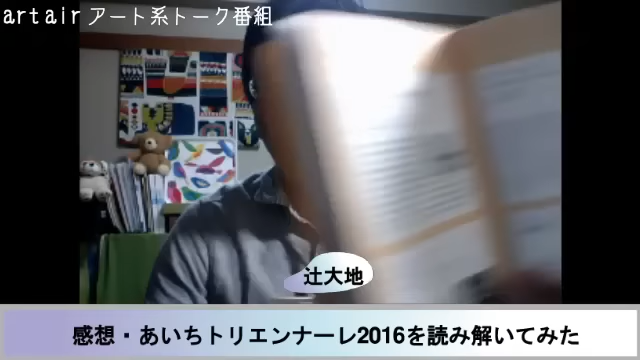 artair アート系トーク番組
辻大地
感想・あいちトリエンナーレ2016を読み解いてみた